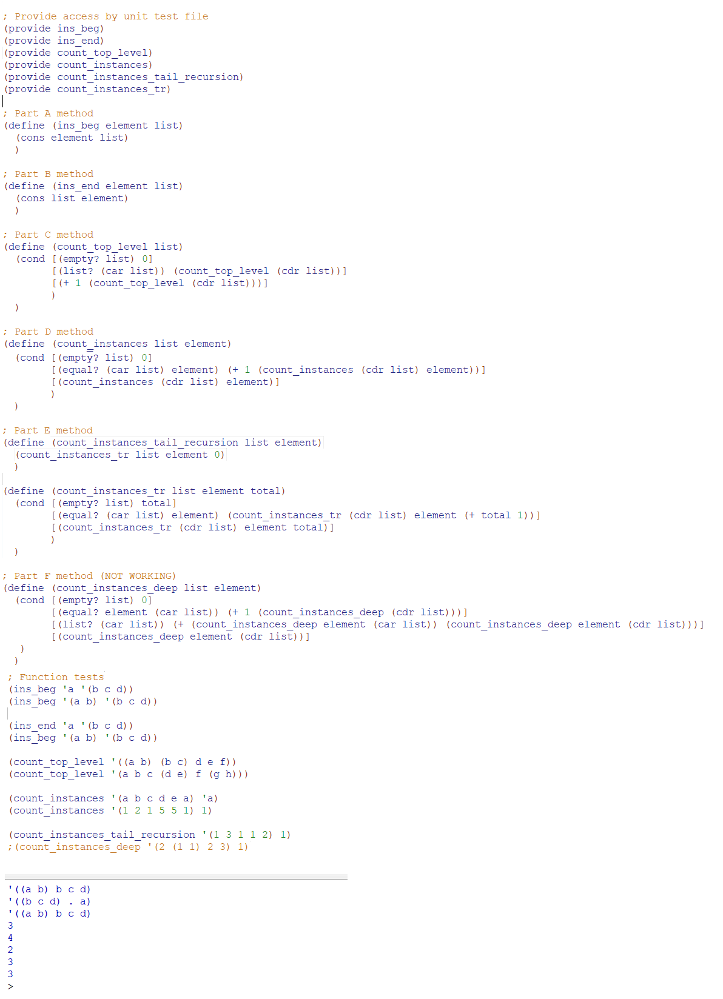 ; Provide access by unit test file
(provide ins_beg)
(provide ins_end)
(provide count_top_level)
(provide count_instances)
(provide count_instances_tail_recursion)
(provide count_instances_tr)
; Part A method
(define (ins_beg element list)
  (cons element list)
  )
; Part B method
(define (ins_end element list)
  (cons list element)
  )
; Part C method
(define (count_top_level list)
  (cond [(empty? list) 0]
        [(list? (car list)) (count_top_level (cdr list))]
        [(+ 1 (count_top_level (cdr list)))]
        )
  )
; Part D method
(define (count_instances list element)
  (cond [(empty? list) 0]
        [(equal? (car list) element) (+ 1 (count_instances (cdr list) element))]
        [(count_instances (cdr list) element)]
        )
  )
; Part E method
(define (count_instances_tail_recursion list element)
  (count_instances_tr list element 0)
  )
(define (count_instances_tr list element total)
  (cond [(empty? list) total]
        [(equal? (car list) element) (count_instances_tr (cdr list) element (+ total 1))]
        [(count_instances_tr (cdr list) element total)]
        )
  )
; Part F method (NOT WORKING)
(define (count_instances_deep list element)
  (cond [(empty? list) 0]
        [(equal? element (car list)) (+ 1 (count_instances_deep (cdr list)))]
        [(list? (car list)) (+ (count_instances_deep element (car list)) (count_instances_deep element (cdr list)))]
        [(count_instances_deep element (cdr list))]
   )
  )
; Function tests
(ins_beg 'a '(b c d))
(ins_beg '(a b) '(b c d))
(ins_end 'a '(b c d))
(ins_beg '(a b) '(b c d))
(count_top_level '((a b) (b c) d e f))
(count_top_level '(a b c (d e) f (g h)))
(count_instances '(a b c d e a) 'a)
(count_instances '(1 2 1 5 5 1) 1)
(count_instances_tail_recursion '(1 3 1 1 2) 1)
;(count_instances_deep '(2 (1 1) 2 3) 1)
'((a b) b c d)
'((b c d) . a)
'((a b) b c d)
3
4
2
3
3
>